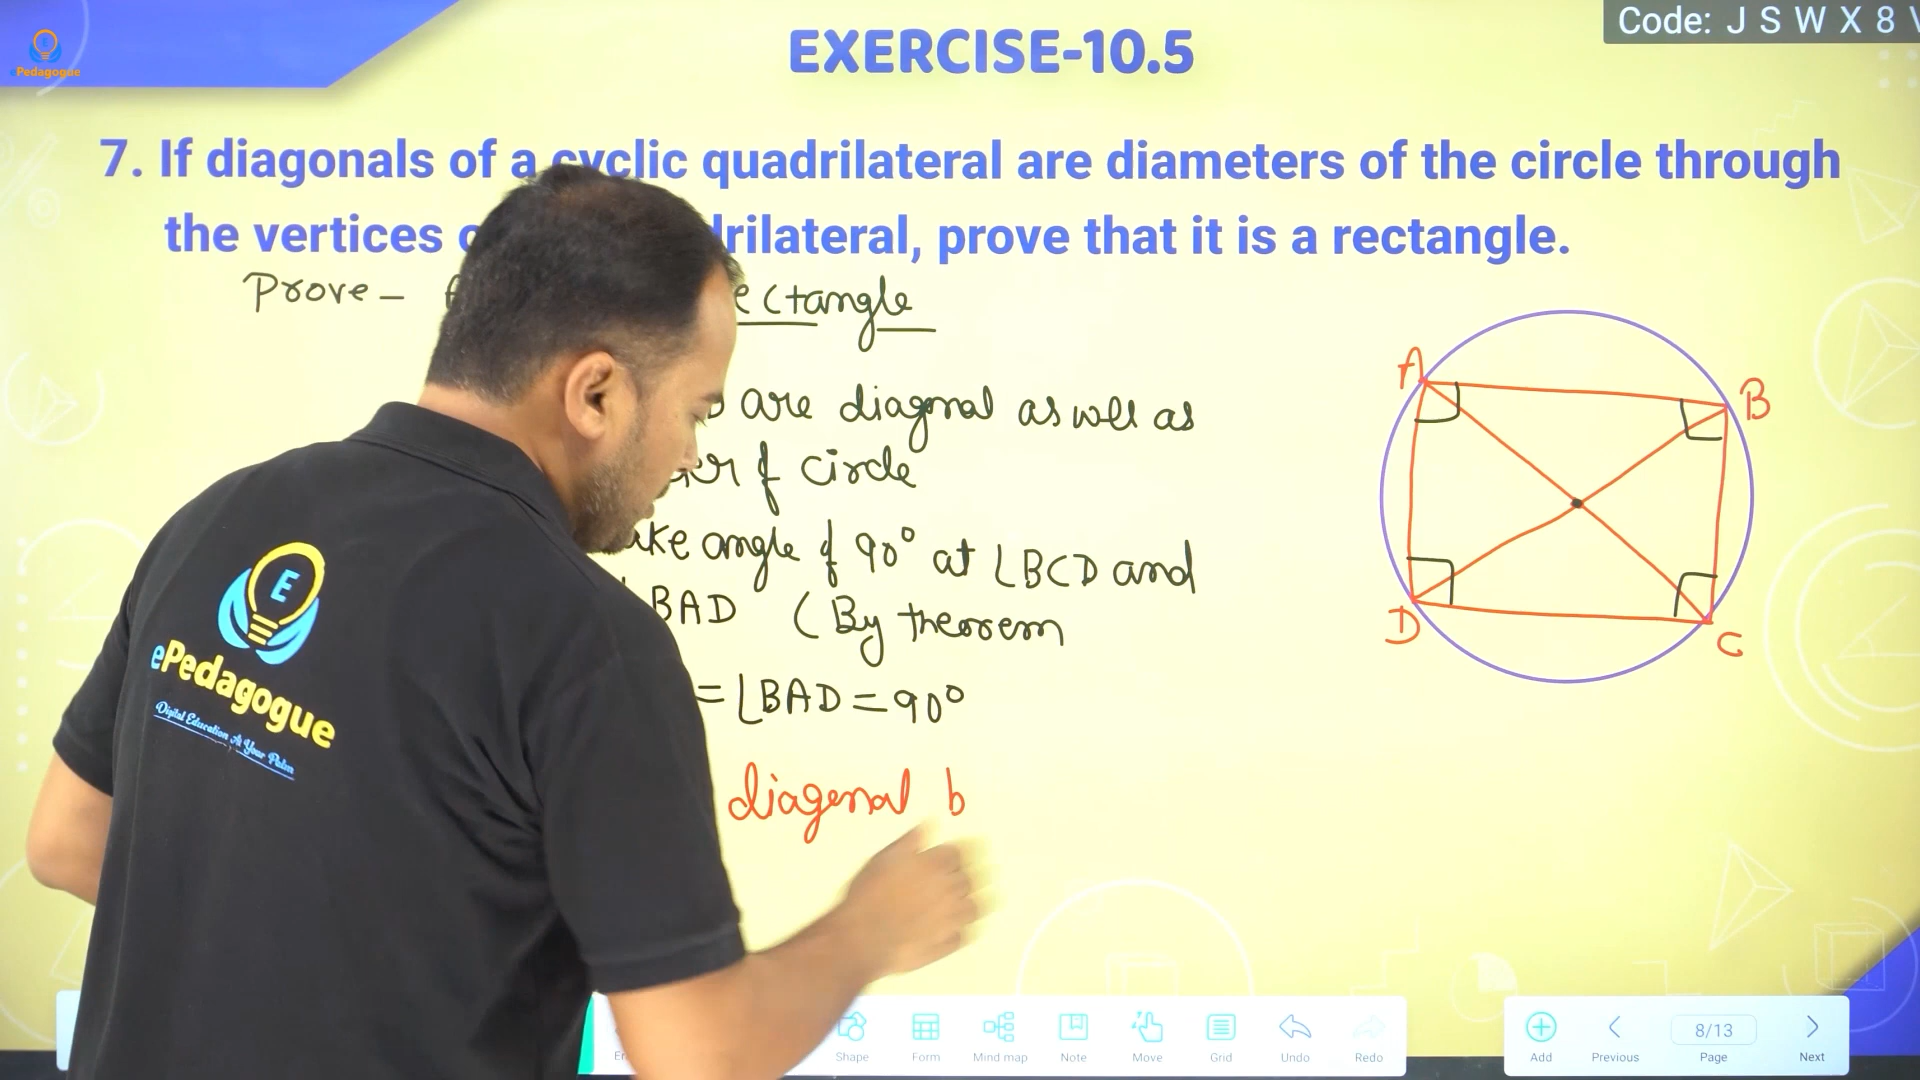 Code: J S W X 8
ePedagogue
EXERCISE-10.5
7. If diagonals of a cyclic quadrilateral are diameters of the circle through
the vertices drilateral, prove that it is a rectangle.
Prove - ectangle
are diagonal as well as
of circle
angle of 90° at ∠BCD and
BAD (By theorem
= ∠BAD = 90°
diagonal b
A
B
D
C
E
ePedagogue
Digital Education At Your Palm
Shape Form Mind map Note Move Grid Undo Redo
Add Previous 8/13 Page Next